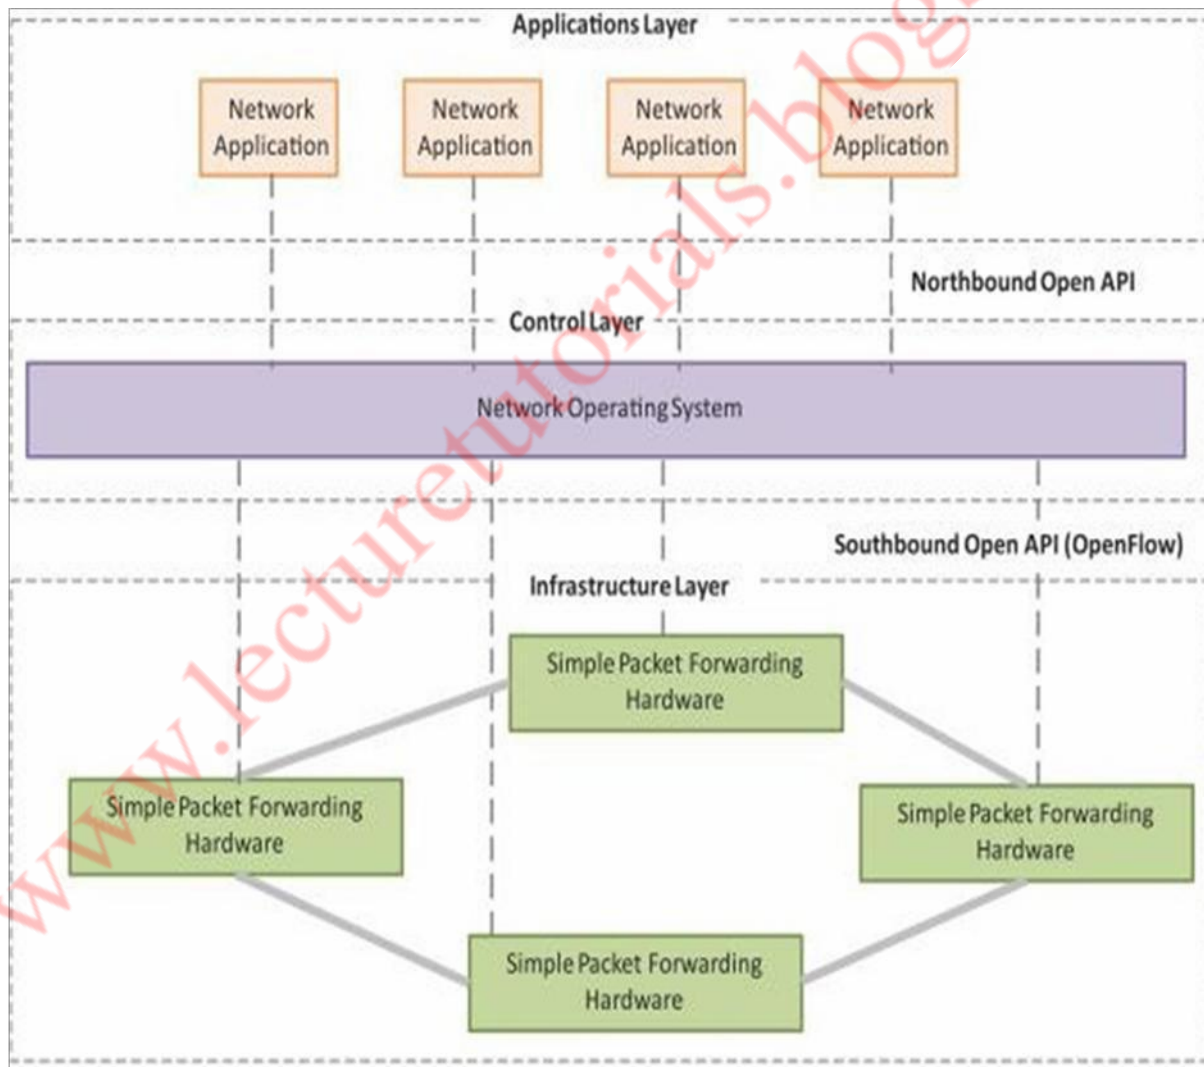 Applications Layer
Network
Application
Network
Application
Network
Application
Network
Application
Northbound Open API
Control Layer
Network Operating System
Southbound Open API (OpenFlow)
Infrastructure Layer
Simple Packet Forwarding
Hardware
Simple Packet Forwarding
Hardware
Simple Packet Forwarding
Hardware
Simple Packet Forwarding
Hardware
www.lecturetutorials.blog